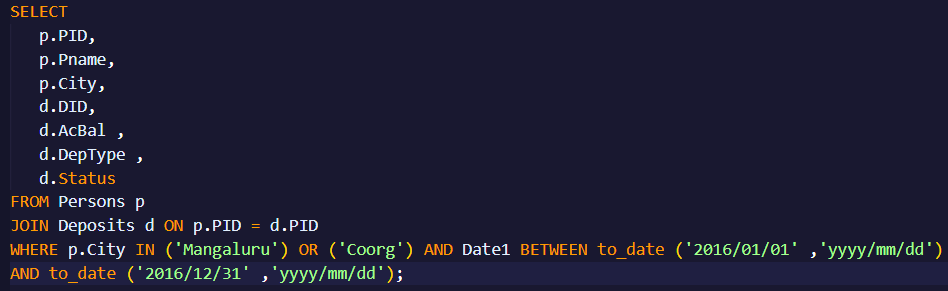 SELECT
p.PID,
p.Pname,
p.City,
d.DID,
d.AcBal ,
d.DepType ,
d.Status
FROM Persons p
JOIN Deposits d ON p.PID = d.PID
WHERE p.City IN ('Mangaluru') OR ('Coorg') AND Date1 BETWEEN to_date ('2016/01/01' ,'yyyy/mm/dd')
AND to_date ('2016/12/31' ,'yyyy/mm/dd');